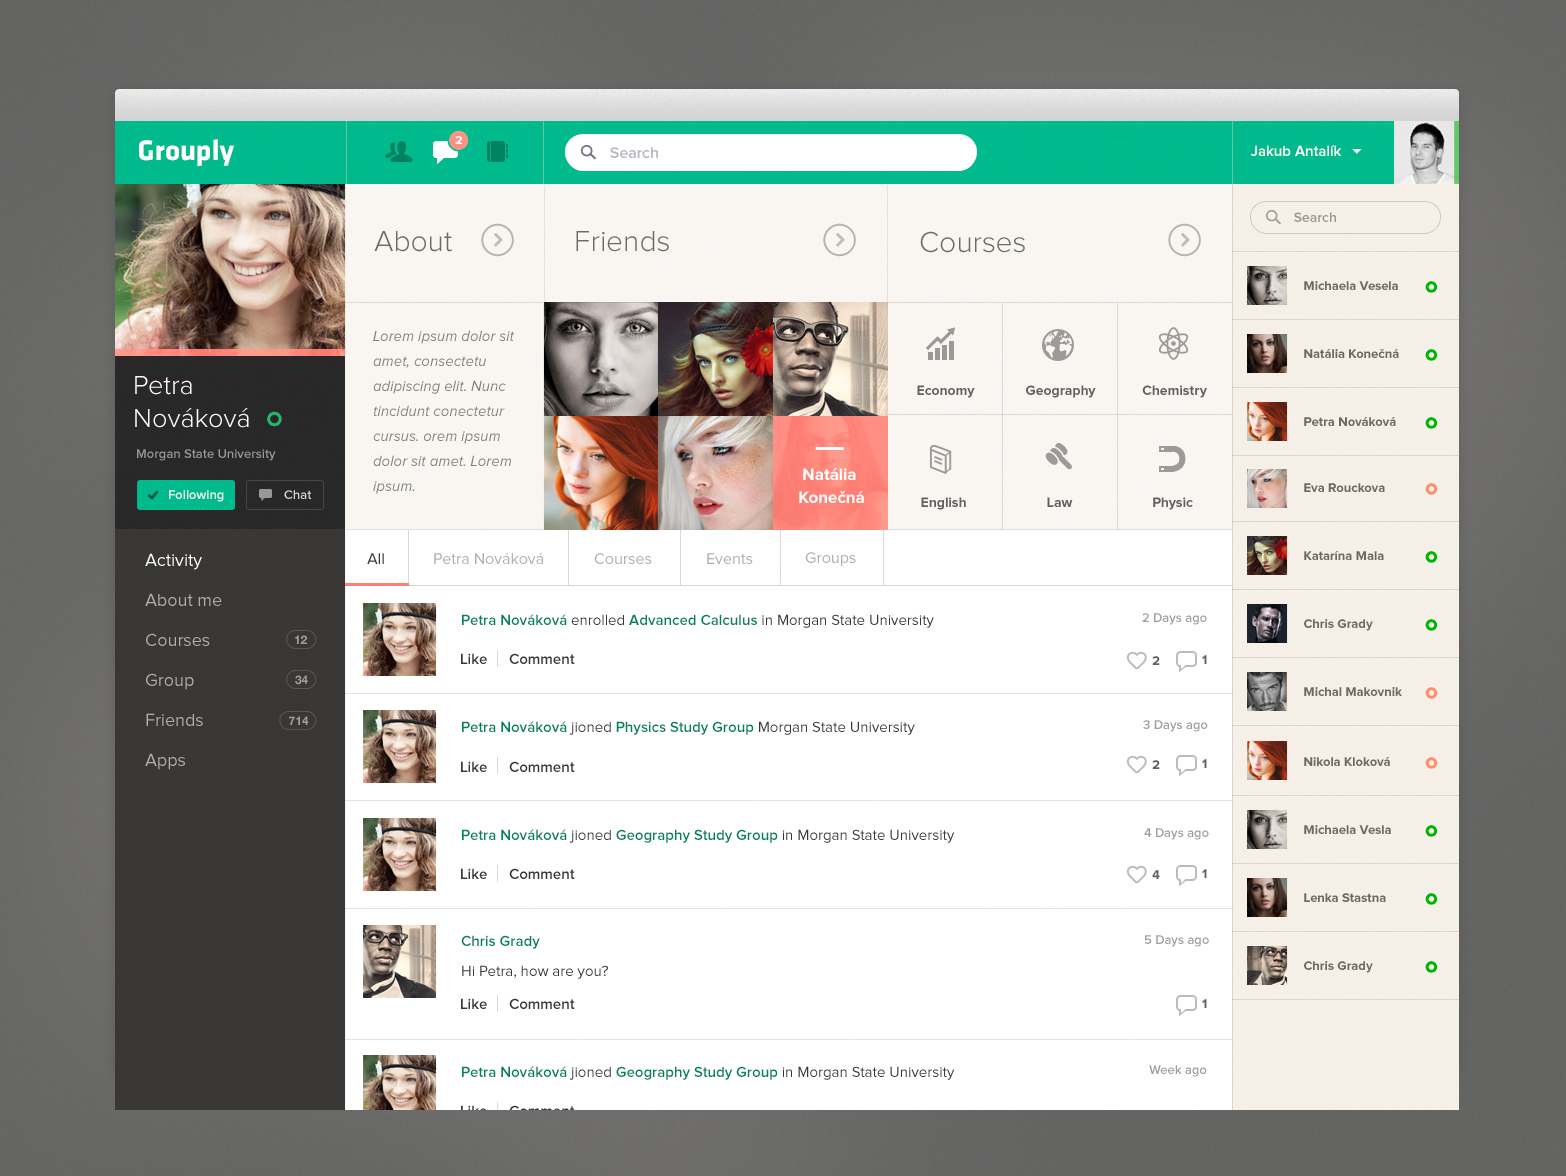 Grouply
2
Search
Jakub Antalík
About
Friends
Courses
Search
Petra
Nováková
Morgan State University
Following
Chat
Activity
About me
Courses 12
Group 34
Friends 714
Apps
Lorem ipsum dolor sit
amet, consectetu
adipiscing elit. Nunc
tincidunt conectetur
cursus. orem ipsum
dolor sit amet. Lorem
ipsum.
Natália
Konečná
Economy
Geography
Chemistry
English
Law
Physic
All
Petra Nováková
Courses
Events
Groups
Petra Nováková enrolled Advanced Calculus in Morgan State University
2 Days ago
Like
Comment
2
1
Petra Nováková jioned Physics Study Group Morgan State University
3 Days ago
Like
Comment
2
1
Petra Nováková jioned Geography Study Group in Morgan State University
4 Days ago
Like
Comment
4
1
Chris Grady
5 Days ago
Hi Petra, how are you?
Like
Comment
1
Petra Nováková jioned Geography Study Group in Morgan State University
Week ago
Like
Comment
Michaela Vesela
Natália Konečná
Petra Nováková
Eva Rouckova
Katarína Mala
Chris Grady
Michal Makovnik
Nikola Kloková
Michaela Vesla
Lenka Stastna
Chris Grady